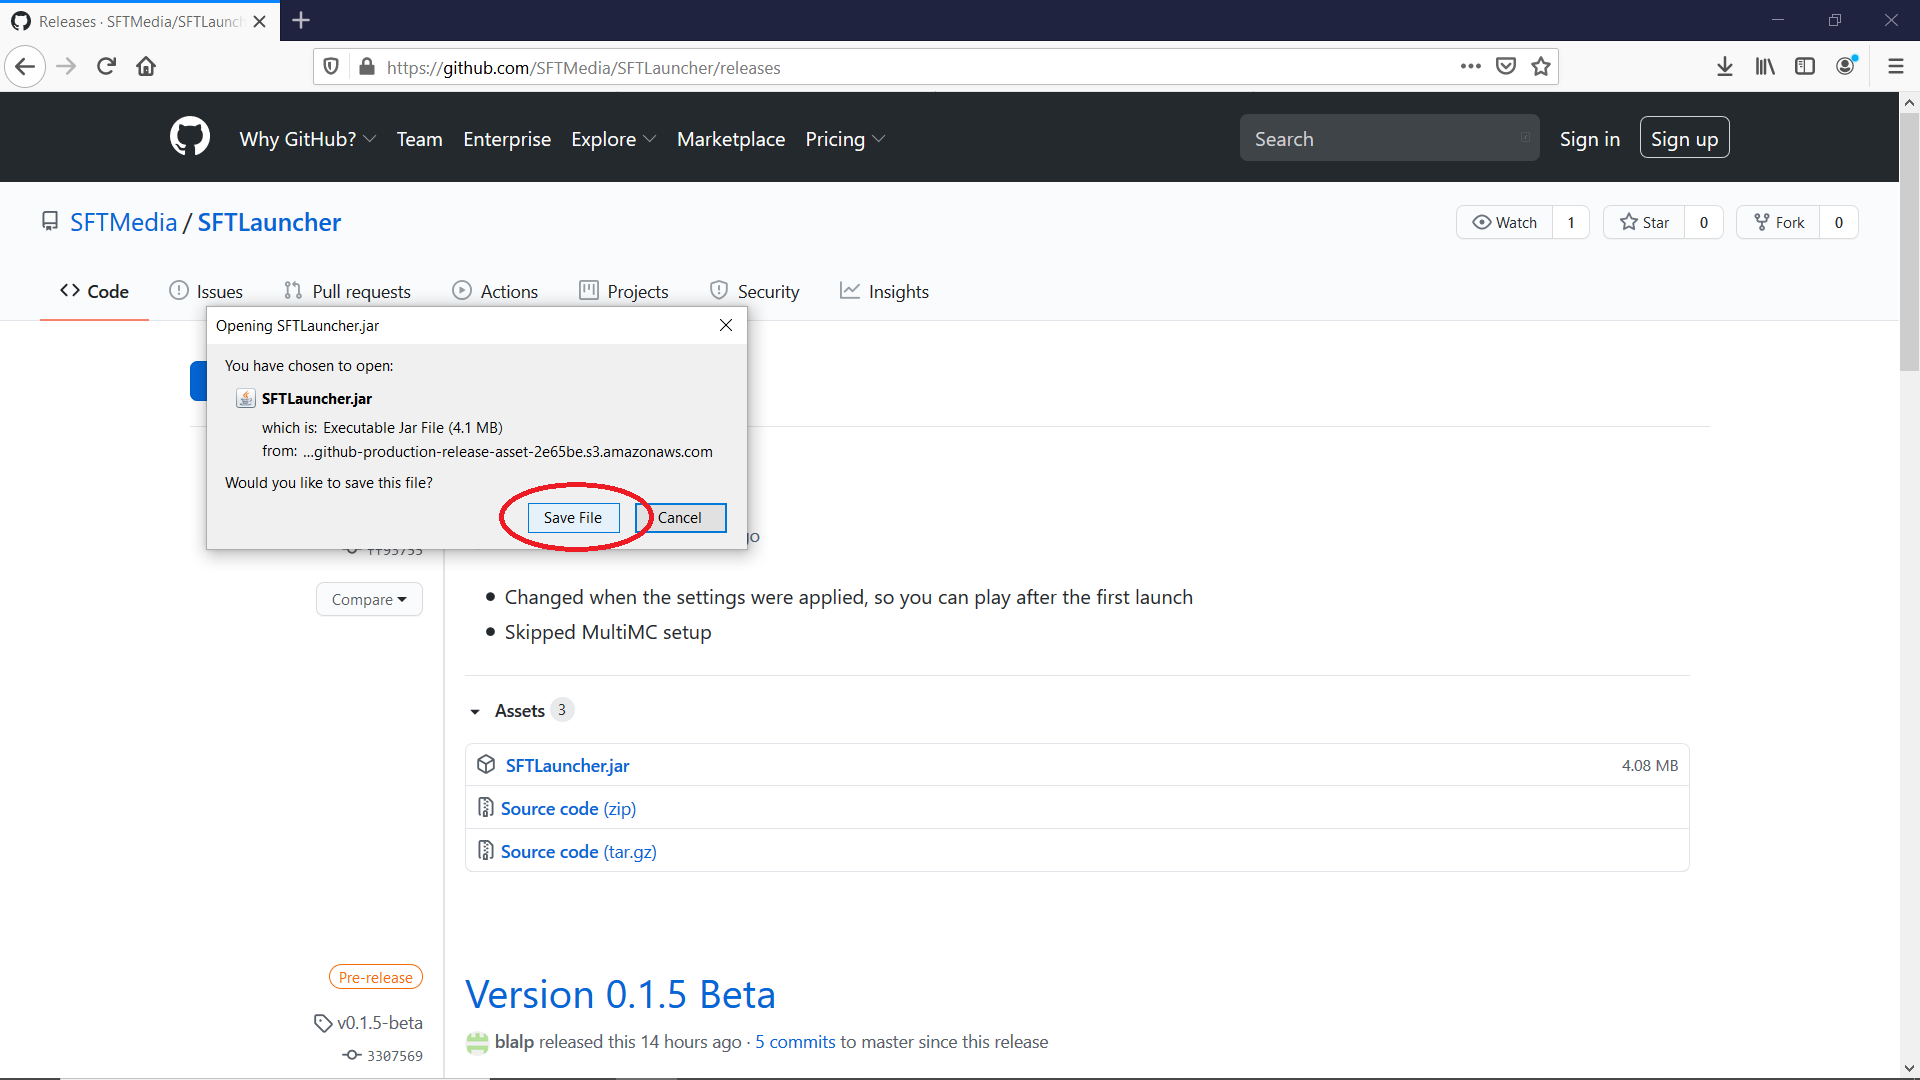 Releases · SFTMedia/SFTLaunch
https://github.com/SFTMedia/SFTLauncher/releases
Why GitHub? Team Enterprise Explore Marketplace Pricing Search Sign in Sign up
SFTMedia / SFTLauncher
Watch 1 Star 0 Fork 0
Code Issues Pull requests Actions Projects Security Insights
Opening SFTLauncher.jar
You have chosen to open:
SFTLauncher.jar
which is: Executable Jar File (4.1 MB)
from: ...github-production-release-asset-2e65be.s3.amazonaws.com
Would you like to save this file?
Save File Cancel
go
ff93755
Compare
• Changed when the settings were applied, so you can play after the first launch
• Skipped MultiMC setup
Assets 3
SFTLauncher.jar 4.08 MB
Source code (zip)
Source code (tar.gz)
Pre-release
v0.1.5-beta
3307569
Version 0.1.5 Beta
blalp released this 14 hours ago · 5 commits to master since this release